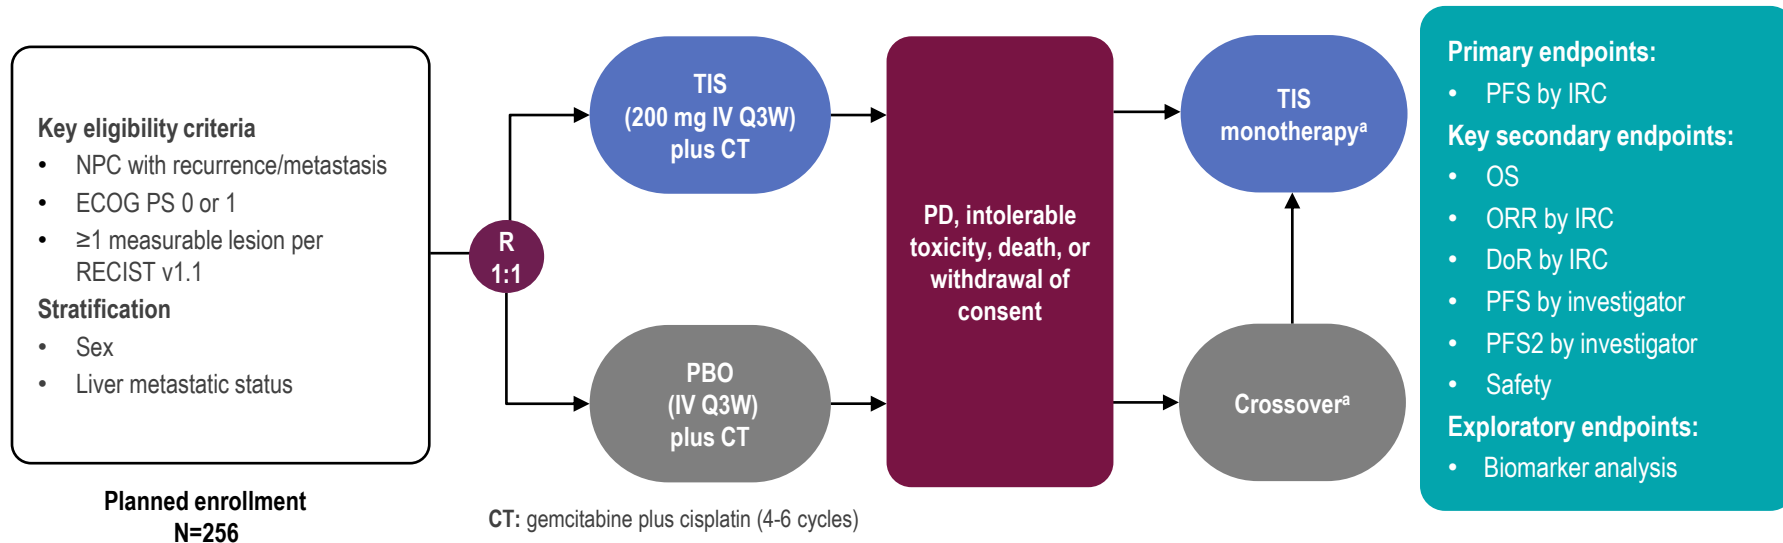 Key eligibility criteria
• NPC with recurrence/metastasis
• ECOG PS 0 or 1
• ≥1 measurable lesion per
RECIST v1.1
Stratification
• Sex
• Liver metastatic status
Planned enrollment
N=256
R
1:1
TIS
(200 mg IV Q3W)
plus CT
PBO
(IV Q3W)
plus CT
CT: gemcitabine plus cisplatin (4-6 cycles)
PD, intolerable
toxicity, death, or
withdrawal of
consent
TIS
monotherapyᵃ
Crossoverᵃ
Primary endpoints:
• PFS by IRC
Key secondary endpoints:
• OS
• ORR by IRC
• DoR by IRC
• PFS by investigator
• PFS2 by investigator
• Safety
Exploratory endpoints:
• Biomarker analysis